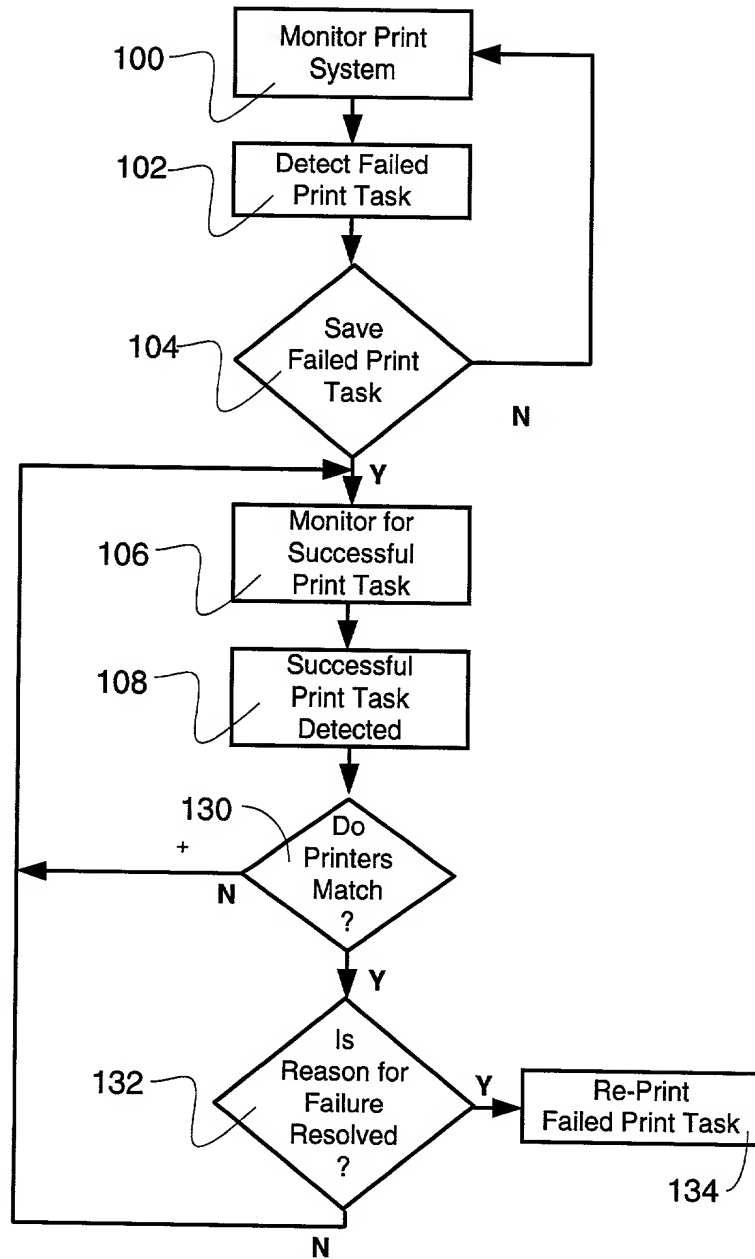 Monitor Print
System
100
Detect Failed
Print Task
102
Save
Failed Print
Task
104
N
Y
Monitor for
Successful
Print Task
106
Successful
Print Task
Detected
108
130
Do
Printers
Match
?
+
N
Y
Is
Reason for
Failure
Resolved
?
132
Y
Re-Print
Failed Print Task
134
N